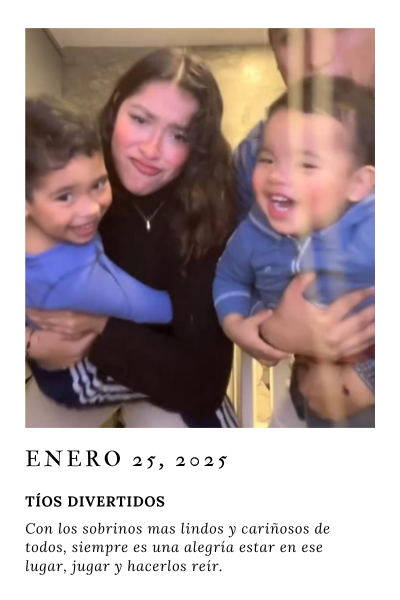 ENERO 25, 2025
TÍOS DIVERTIDOS
Con los sobrinos mas lindos y cariñosos de
todos, siempre es una alegría estar en ese
lugar, jugar y hacerlos reír.